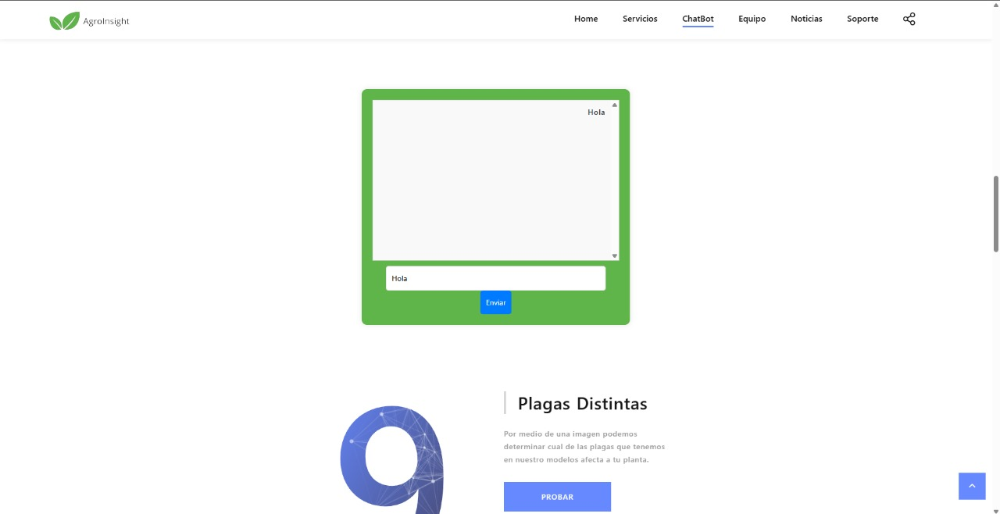 AgroInsight
Home Servicios ChatBot Equipo Noticias Soporte
Hola
Hola
Enviar
9
Plagas Distintas
Por medio de una imagen podemos
determinar cual de las plagas que tenemos
en nuestro modelos afecta a tu planta.
PROBAR